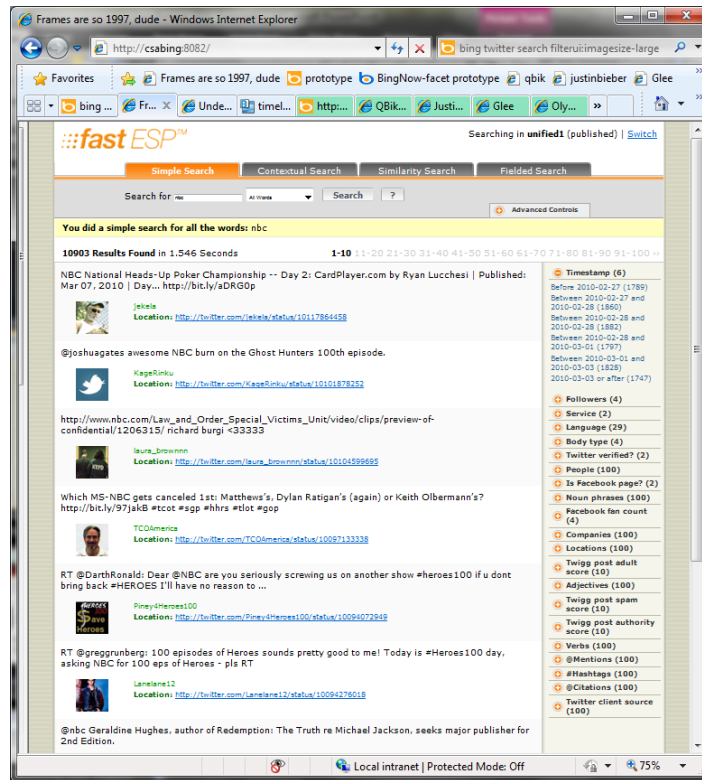 Frames are so 1997, dude - Windows Internet Explorer
http://csabing:8082/
bing twitter search filterui:imagesize-large
Favorites Frames are so 1997, dude prototype BingNow-facet prototype qbik justinbieber Glee
bing ... Fr... Unde... timel... http:... QBik... Justi... Glee Oly... »
fast ESP™
Searching in unified1 (published) | Switch
Simple Search Contextual Search Similarity Search Fielded Search
Search for nbc All Words Search ?
Advanced Controls
You did a simple search for all the words: nbc
10903 Results Found in 1.546 Seconds 1-10 11-20 21-30 31-40 41-50 51-60 61-70 71-80 81-90 91-100 »
NBC National Heads-Up Poker Championship -- Day 2: CardPlayer.com by Ryan Lucchesi | Published:
Mar 07, 2010 | Day... http://bit.ly/aDRG0p
jekela
Location: http://twitter.com/jekela/status/10117864458
@joshuagates awesome NBC burn on the Ghost Hunters 100th episode.
KageRinku
Location: http://twitter.com/KageRinku/status/10101878252
http://www.nbc.com/Law_and_Order_Special_Victims_Unit/video/clips/preview-of-
confidential/1206315/ richard burgi <33333
laura_brownnn
Location: http://twitter.com/laura_brownnn/status/10104599695
Which MS-NBC gets canceled 1st: Matthews's, Dylan Ratigan's (again) or Keith Olbermann's?
http://bit.ly/97jakB #tcot #sgp #hhrs #tlot #gop
TCOAmerica
Location: http://twitter.com/TCOAmerica/status/10097133338
RT @DarthRonald: Dear @NBC are you seriously screwing us on another show #heroes100 if u dont
bring back #HEROES I'll have no reason to ...
#HEROES
$ave
Heroes
Piney4Heroes100
Location: http://twitter.com/Piney4Heroes100/status/10094072949
RT @greggrunberg: 100 episodes of Heroes sounds pretty good to me! Today is #Heroes100 day,
asking NBC for 100 eps of Heroes - pls RT
Lanelane12
Location: http://twitter.com/Lanelane12/status/10094276018
@nbc Geraldine Hughes, author of Redemption: The Truth re Michael Jackson, seeks major publisher for
2nd Edition.
Timestamp (6)
Before 2010-02-27 (1789)
Between 2010-02-27 and
2010-02-28 (1860)
Between 2010-02-28 and
2010-02-28 (1882)
Between 2010-02-28 and
2010-03-01 (1797)
Between 2010-03-01 and
2010-03-03 (1828)
2010-03-03 or after (1747)
Followers (4)
Service (2)
Language (29)
Body type (4)
Twitter verified? (2)
People (100)
Is Facebook page? (2)
Noun phrases (100)
Facebook fan count
(4)
Companies (100)
Locations (100)
Twigg post adult
score (10)
Adjectives (100)
Twigg post spam
score (10)
Twigg post authority
score (10)
Verbs (100)
@Mentions (100)
#Hashtags (100)
@Citations (100)
Twitter client source
(100)
Local intranet | Protected Mode: Off
75%